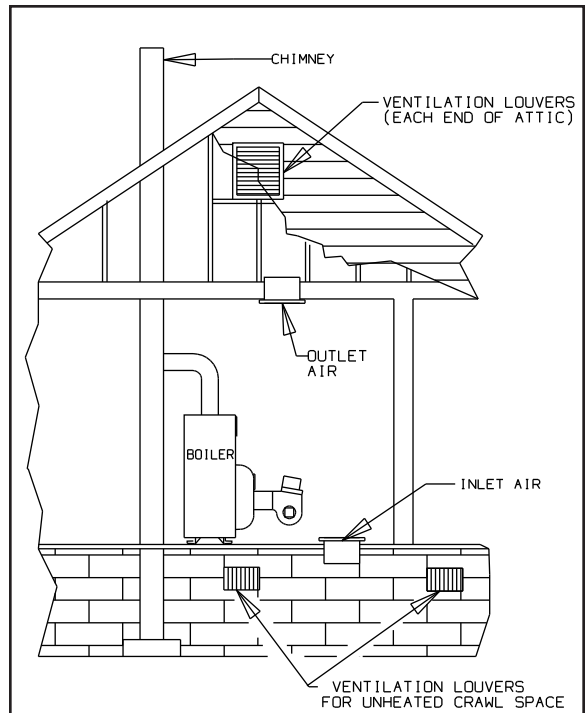 CHIMNEY
VENTILATION LOUVERS
(EACH END OF ATTIC)
OUTLET
AIR
BOILER
INLET AIR
VENTILATION LOUVERS
FOR UNHEATED CRAWL SPACE